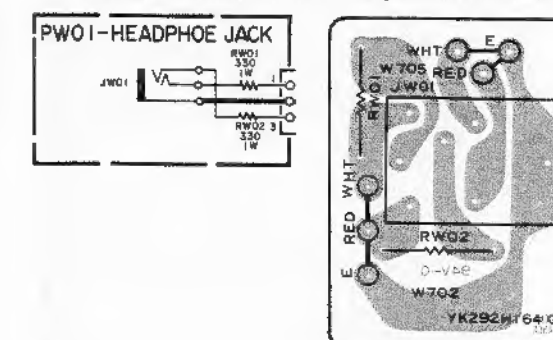 PW01-HEADPHOE JACK
RW01
330
1W
JW01
1
3
RW02
330
1W
WHT E
W705 RED
JW01
RW01
WHT
RED
RW02
E
W702